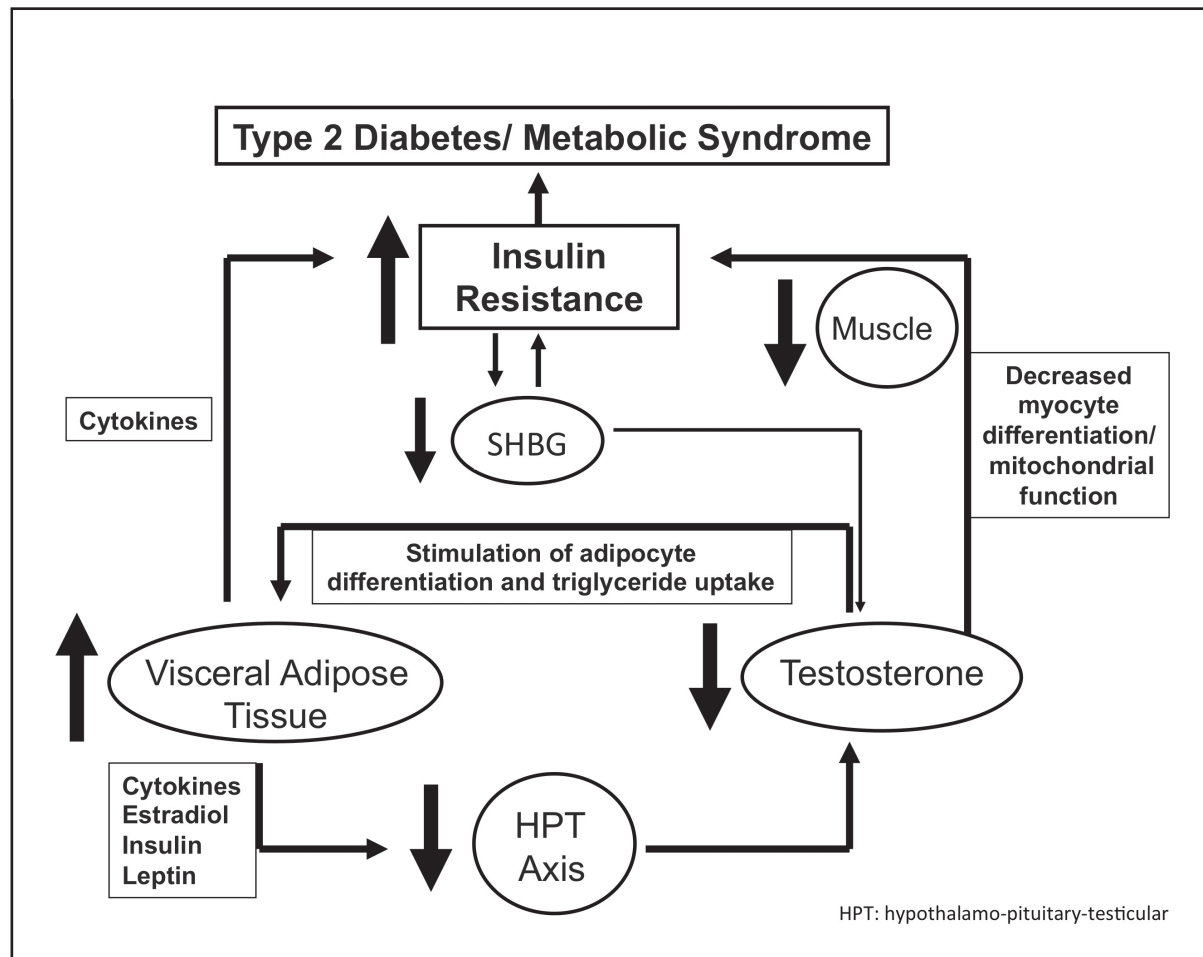 Type 2 Diabetes/ Metabolic Syndrome
Insulin
Resistance
Muscle
Cytokines
SHBG
Decreased
myocyte
differentiation/
mitochondrial
function
Stimulation of adipocyte
differentiation and triglyceride uptake
Visceral Adipose
Tissue
Testosterone
Cytokines
Estradiol
Insulin
Leptin
HPT
Axis
HPT: hypothalamo-pituitary-testicular